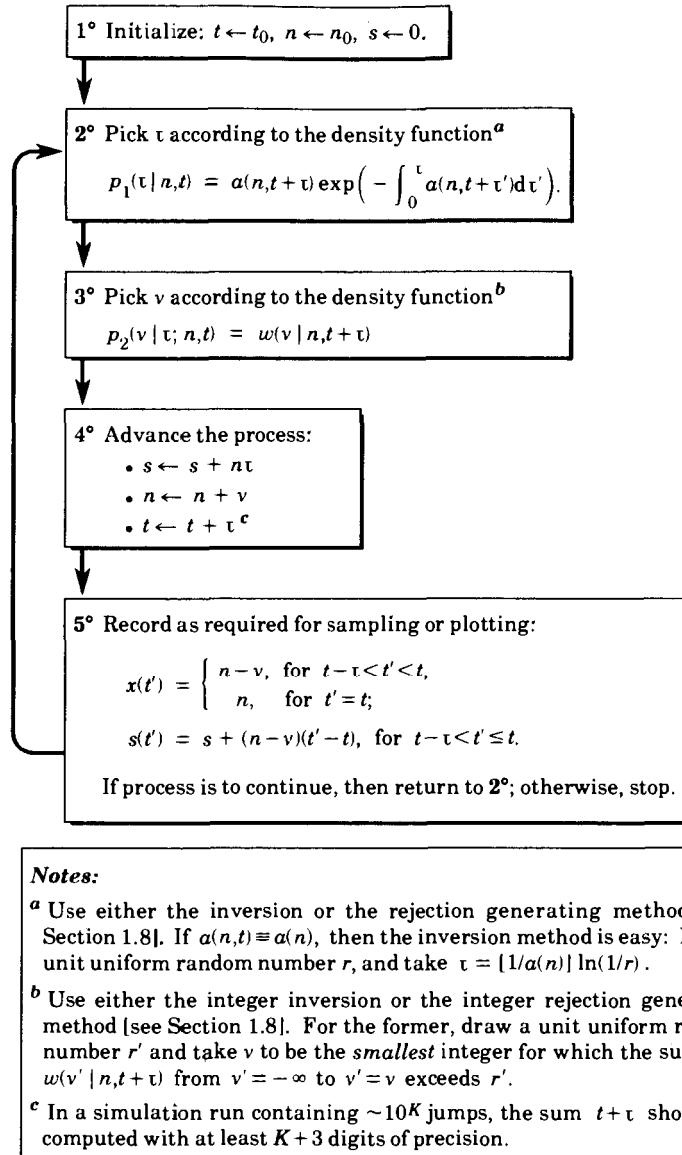 1° Initialize: t ← t₀, n ← n₀, s ← 0.
2° Pick τ according to the density function^a
p₁(τ | n,t) = a(n,t+τ) exp( − ∫₀^τ a(n,t+τ′)dτ′ ).
3° Pick ν according to the density function^b
p₂(ν | τ; n,t) = w(ν | n,t+τ)
4° Advance the process:
• s ← s + nτ
• n ← n + ν
• t ← t + τ^c
5° Record as required for sampling or plotting:
x(t′) = { n−ν, for t−τ<t′<t,
n, for t′=t;
s(t′) = s + (n−ν)(t′−t), for t−τ<t′≤t.
If process is to continue, then return to 2°; otherwise, stop.
Notes:
^a Use either the inversion or the rejection generating method
Section 1.8]. If a(n,t)≡a(n), then the inversion method is easy:
unit uniform random number r, and take τ = [1/a(n)] ln(1/r).
^b Use either the integer inversion or the integer rejection gene
method [see Section 1.8]. For the former, draw a unit uniform r
number r′ and take ν to be the smallest integer for which the su
w(ν′ | n,t+τ) from ν′=−∞ to ν′=ν exceeds r′.
^c In a simulation run containing ~10^K jumps, the sum t+τ sho
computed with at least K+3 digits of precision.